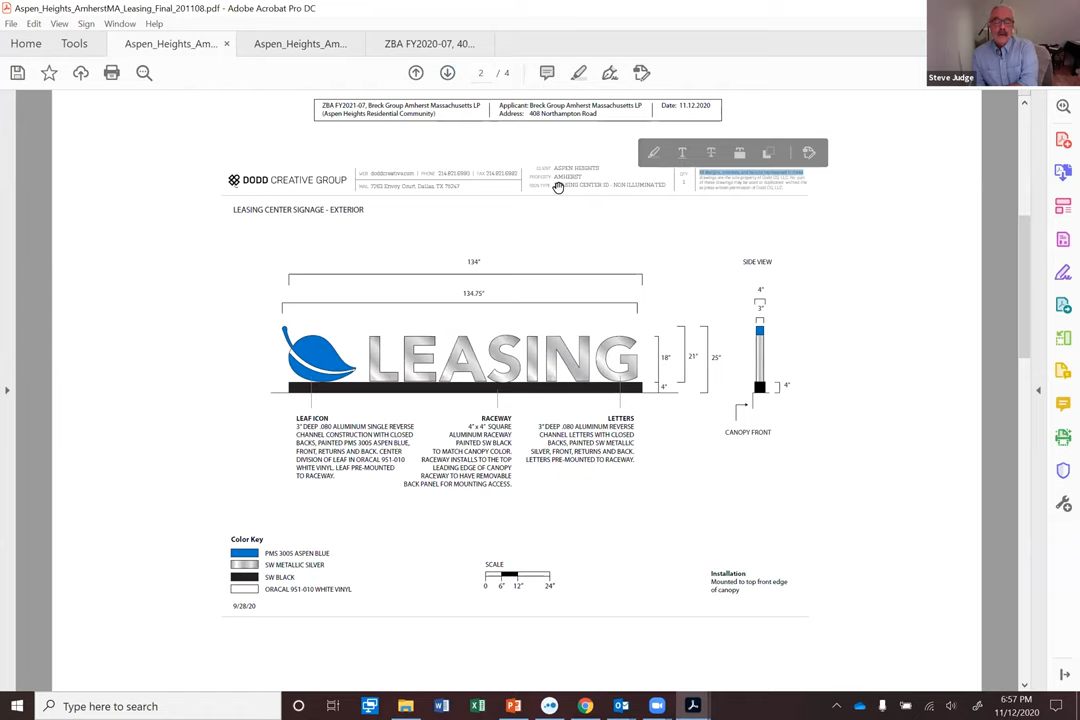 Aspen_Heights_AmherstMA_Leasing_Final_201108.pdf - Adobe Acrobat Pro DC
File Edit View Sign Window Help
Home Tools Aspen_Heights_Am... × Aspen_Heights_Am... ZBA FY2020-07, 40...
2 / 4
Steve Judge
ZBA FY2021-07, Breck Group Amherst Massachusetts LP
(Aspen Heights Residential Community)
Applicant: Breck Group Amherst Massachusetts LP
Address: 408 Northampton Road
Date: 11.12.2020
DODD CREATIVE GROUP
CLIENT ASPEN HEIGHTS
PROPERTY AMHERST
LEASING CENTER ID - NON ILLUMINATED
QTY
1
LEASING CENTER SIGNAGE - EXTERIOR
134"
134.75"
SIDE VIEW
4"
3"
LEASING
18"
21"
25"
4"
4"
CANOPY FRONT
LEAF ICON
3" DEEP .080 ALUMINUM SINGLE REVERSE
CHANNEL CONSTRUCTION WITH CLOSED
BACKS, PAINTED PMS 3005 ASPEN BLUE,
FRONT, RETURNS AND BACK. CENTER
DIVISION OF LEAF IN ORACAL 951-010
WHITE VINYL. LEAF PRE-MOUNTED
TO RACEWAY.
RACEWAY
4" x 4" SQUARE
ALUMINUM RACEWAY
PAINTED SW BLACK
TO MATCH CANOPY COLOR.
RACEWAY INSTALLS TO THE TOP
LEADING EDGE OF CANOPY
RACEWAY TO HAVE REMOVABLE
BACK PANEL FOR MOUNTING ACCESS.
LETTERS
3" DEEP .080 ALUMINUM REVERSE
CHANNEL LETTERS WITH CLOSED
BACKS, PAINTED SW METALLIC
SILVER, FRONT, RETURNS AND BACK.
LETTERS PRE-MOUNTED TO RACEWAY.
Color Key
PMS 3005 ASPEN BLUE
SW METALLIC SILVER
SW BLACK
ORACAL 951-010 WHITE VINYL
9/28/20
SCALE
0 6" 12" 24"
Installation
Mounted to top front edge
of canopy
Type here to search
6:57 PM
11/12/2020